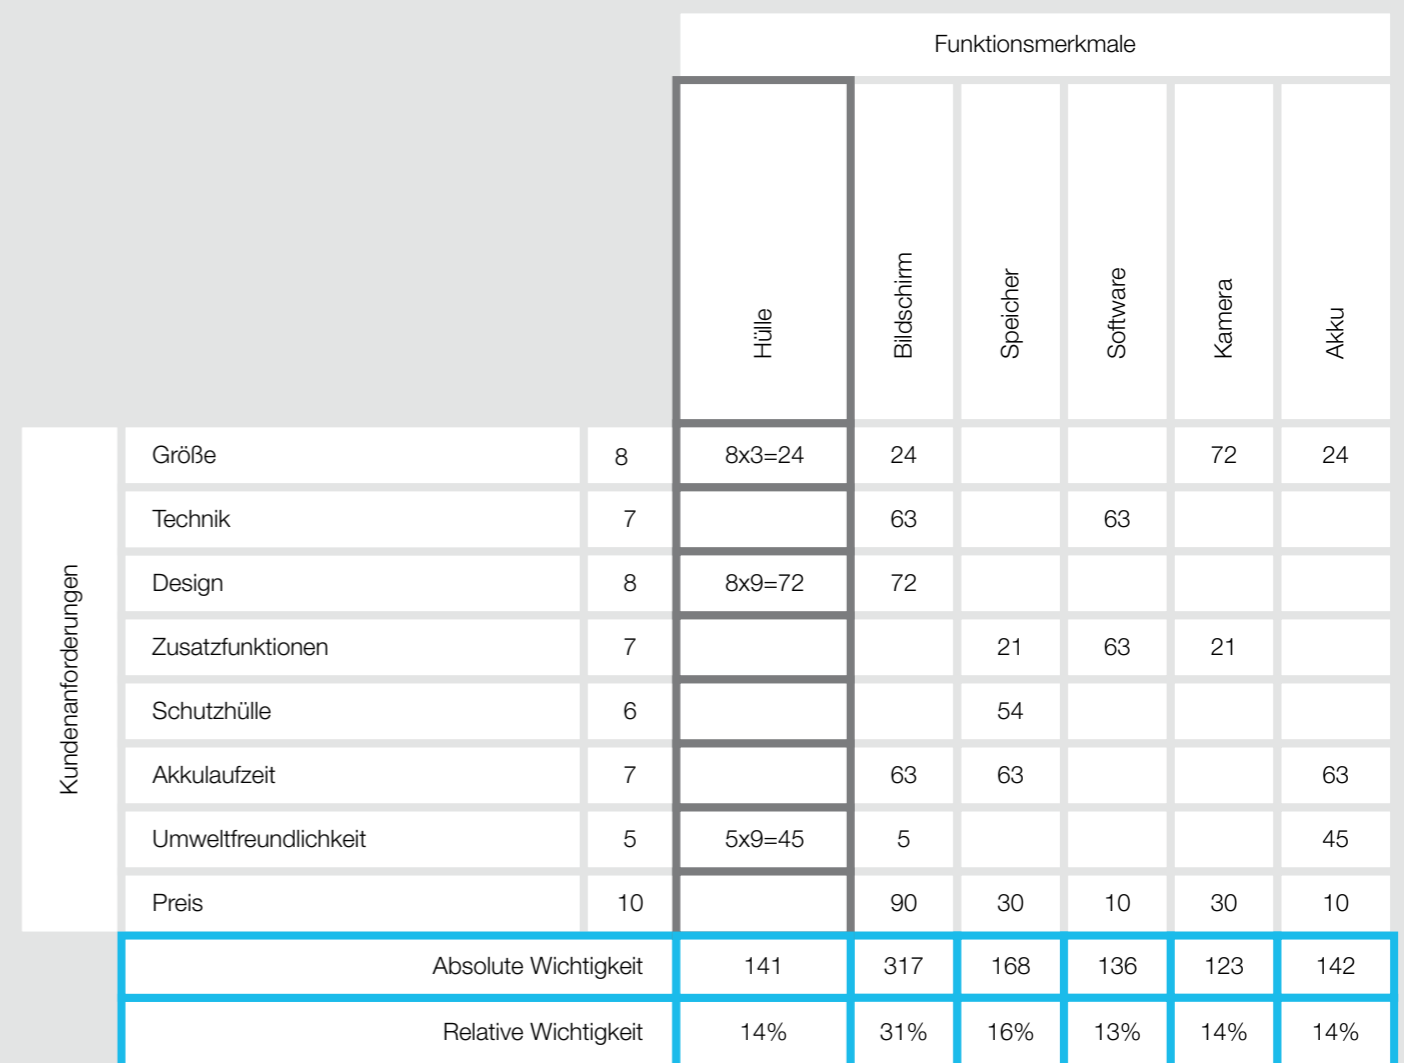 Funktionsmerkmale
Hülle Bildschirm Speicher Software Kamera Akku
Kundenanforderungen
Größe 8 8x3=24 24 72 24
Technik 7 63 63
Design 8 8x9=72 72
Zusatzfunktionen 7 21 63 21
Schutzhülle 6 54
Akkulaufzeit 7 63 63 63
Umweltfreundlichkeit 5 5x9=45 5 45
Preis 10 90 30 10 30 10
Absolute Wichtigkeit 141 317 168 136 123 142
Relative Wichtigkeit 14% 31% 16% 13% 14% 14%